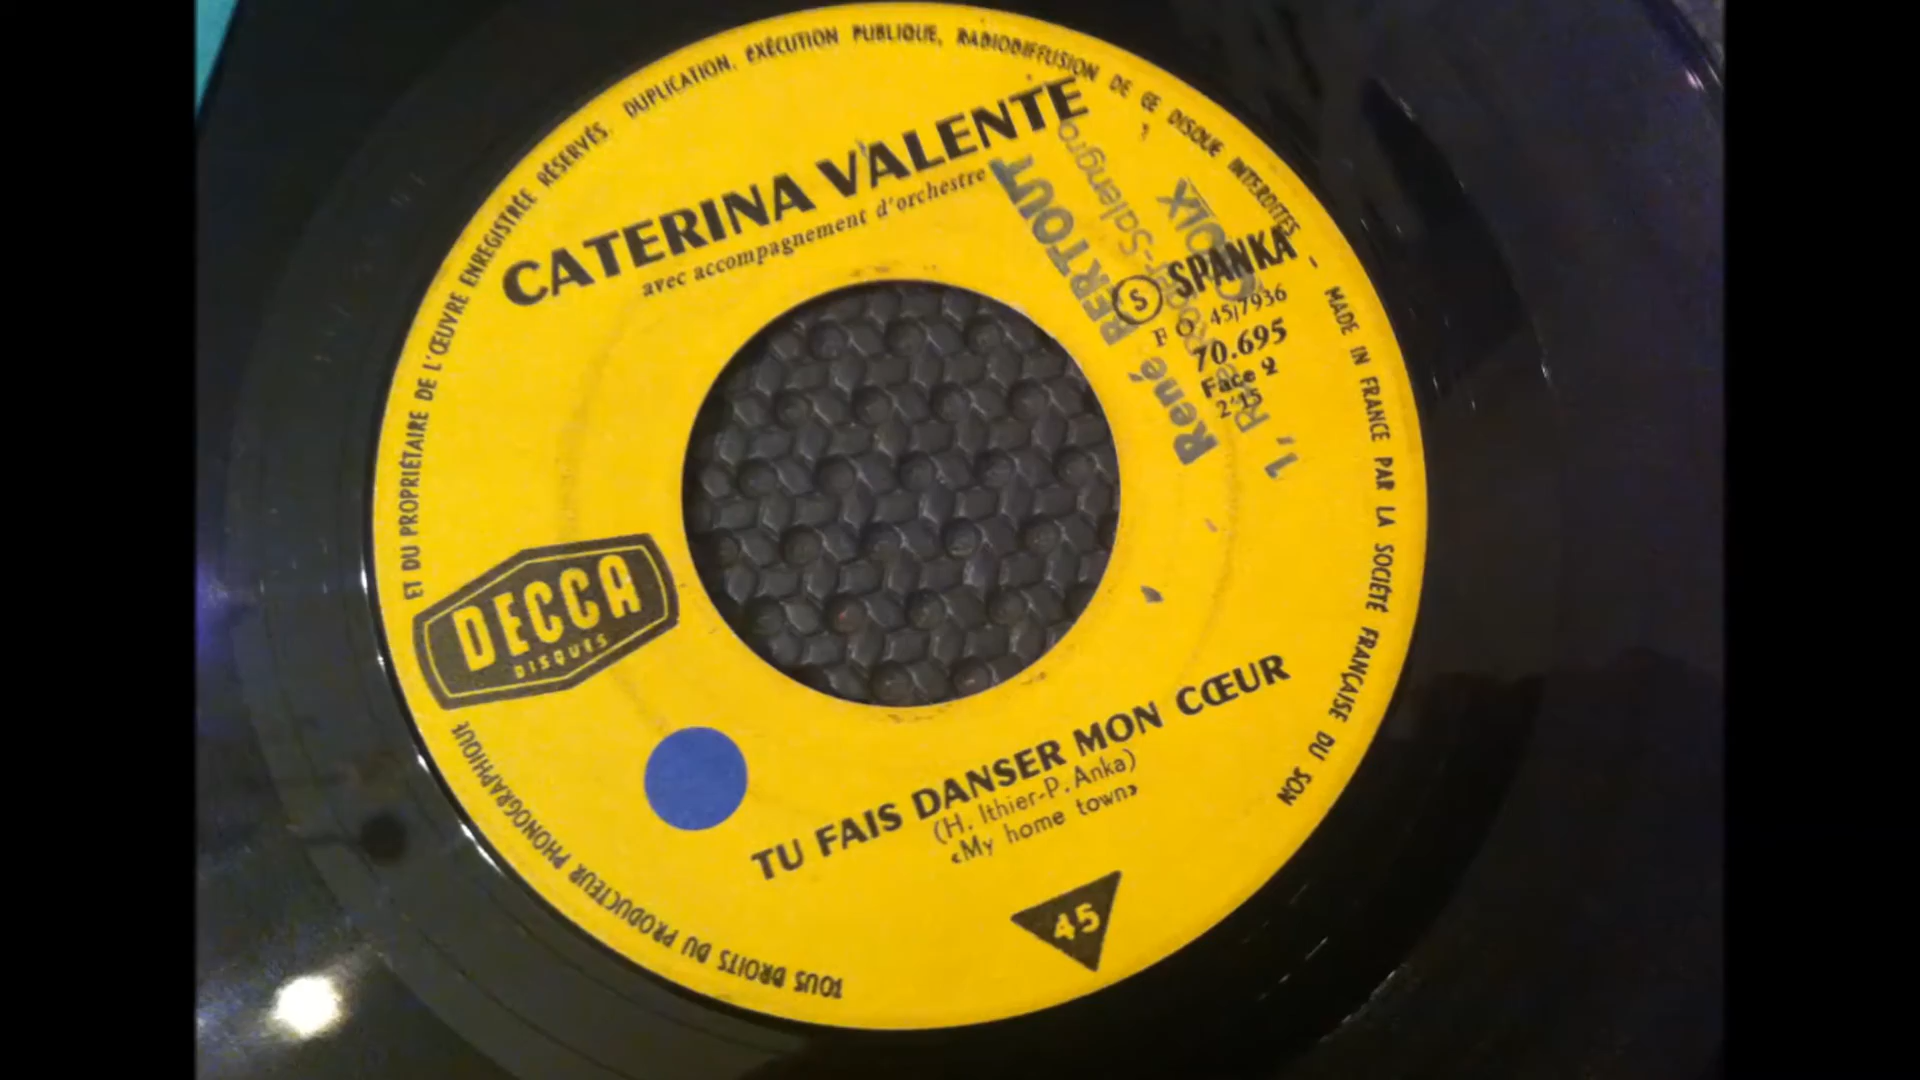 TOUS DROITS DU PRODUCTEUR PHONOGRAPHIQUE
ET DU PROPRIÉTAIRE DE L'ŒUVRE ENREGISTRÉE RÉSERVÉS. DUPLICATION. EXÉCUTION PUBLIQUE, RADIODIFFUSION DE CE DISQUE INTERDITES
MADE IN FRANCE PAR LA SOCIÉTÉ FRANÇAISE DU SON
CATERINA VALENTE
avec accompagnement d'orchestre
René BERTOUT
Salengro
S SPANKA
F O 45/7936
70.695
Face 2
2'15
DECCA
DISQUES
TU FAIS DANSER MON CŒUR
(H. Ithier-P. Anka)
«My home town»
45